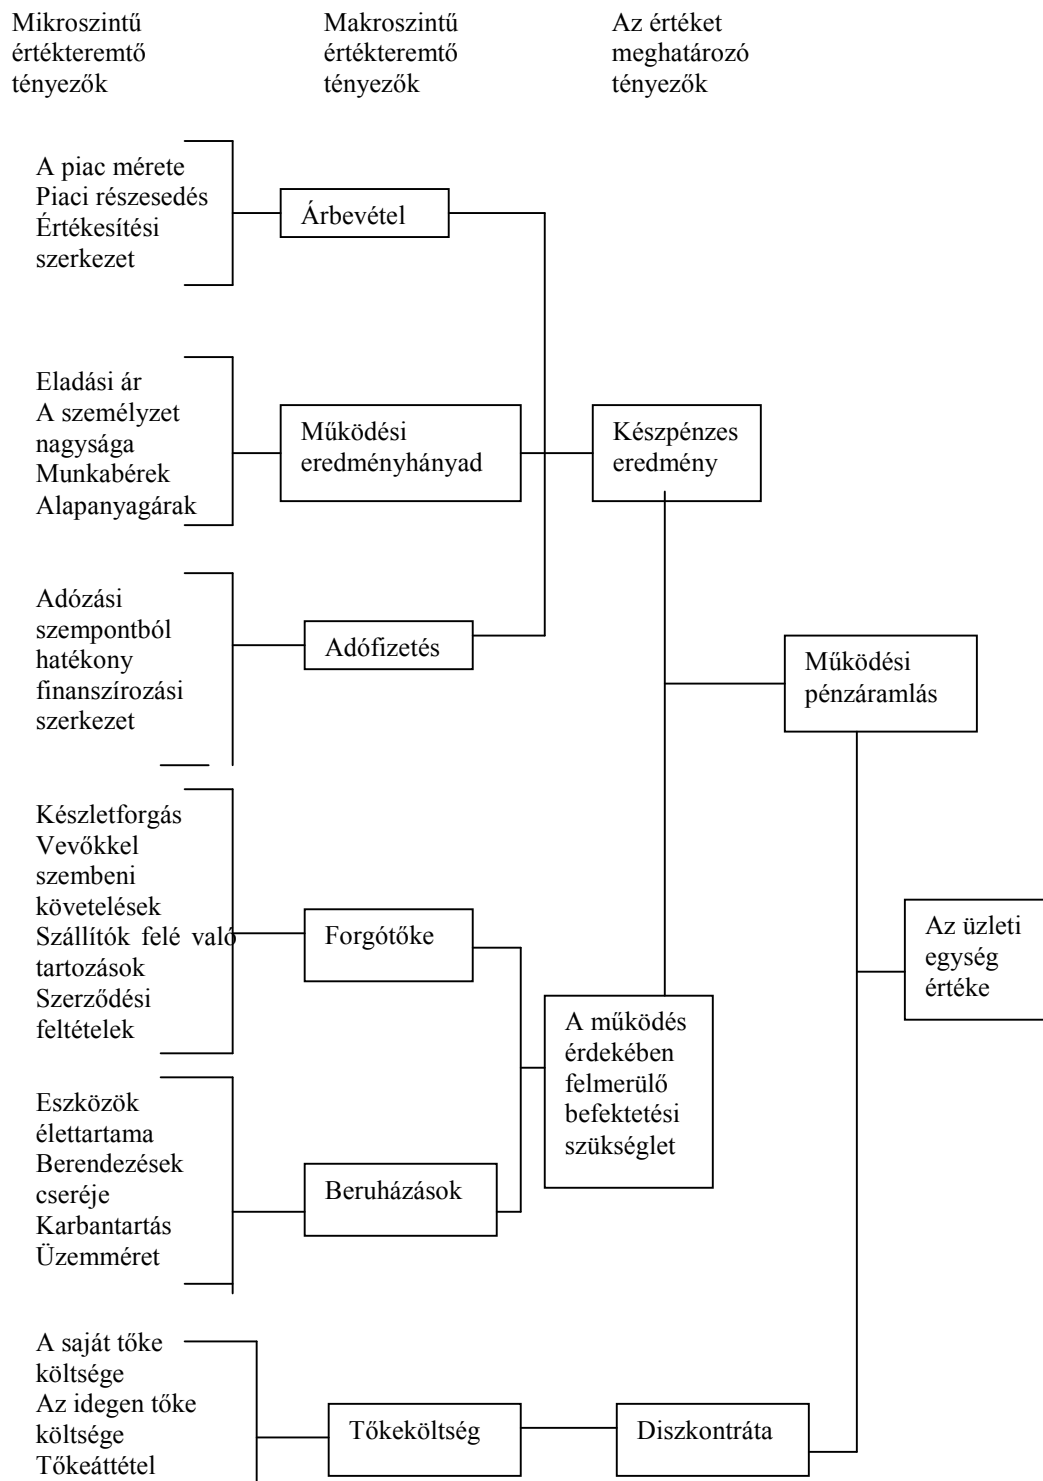 Mikroszintű
értékteremtő
tényezők
Makroszintű
értékteremtő
tényezők
Az értéket
meghatározó
tényezők
A piac mérete
Piaci részesedés
Értékesítési
szerkezet
Árbevétel
Eladási ár
A személyzet
nagysága
Munkabérek
Alapanyagárak
Működési
eredményhányad
Készpénzes
eredmény
Adózási
szempontból
hatékony
finanszírozási
szerkezet
Adófizetés
Működési
pénzáramlás
Készletforgás
Vevőkkel
szembeni
követelések
Szállítók felé való
tartozások
Szerződési
feltételek
Forgótőke
Az üzleti
egység
értéke
A működés
érdekében
felmerülő
befektetési
szükséglet
Eszközök
élettartama
Berendezések
cseréje
Karbantartás
Üzemméret
Beruházások
A saját tőke
költsége
Az idegen tőke
költsége
Tőkeáttétel
Tőkeköltség
Diszkontráta